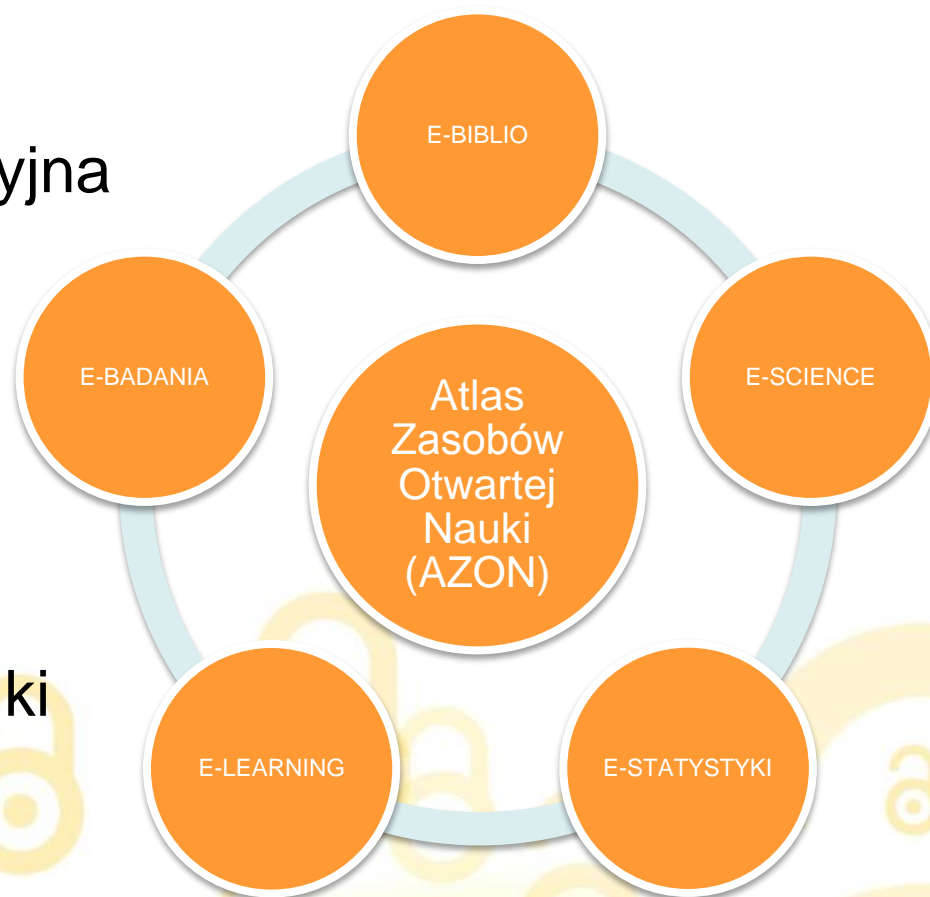 E-BIBLIO
yjna
E-BADANIA
E-SCIENCE
Atlas
Zasobów
Otwartej
Nauki
(AZON)
ki
E-LEARNING
E-STATYSTYKI